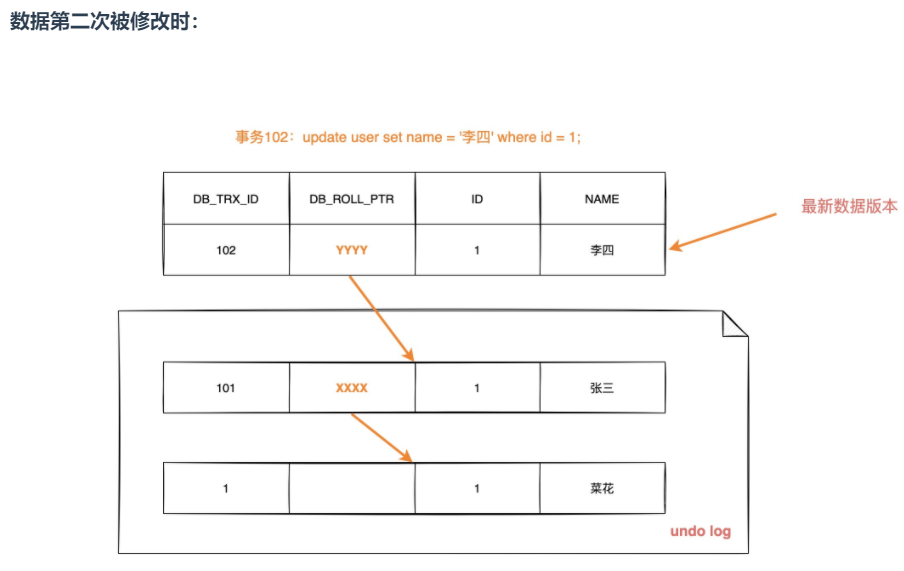 数据第二次被修改时：
事务102：update user set name = '李四' where id = 1;
DB_TRX_ID DB_ROLL_PTR ID NAME
最新数据版本
102 YYYY 1 李四
101 XXXX 1 张三
1 1 菜花
undo log